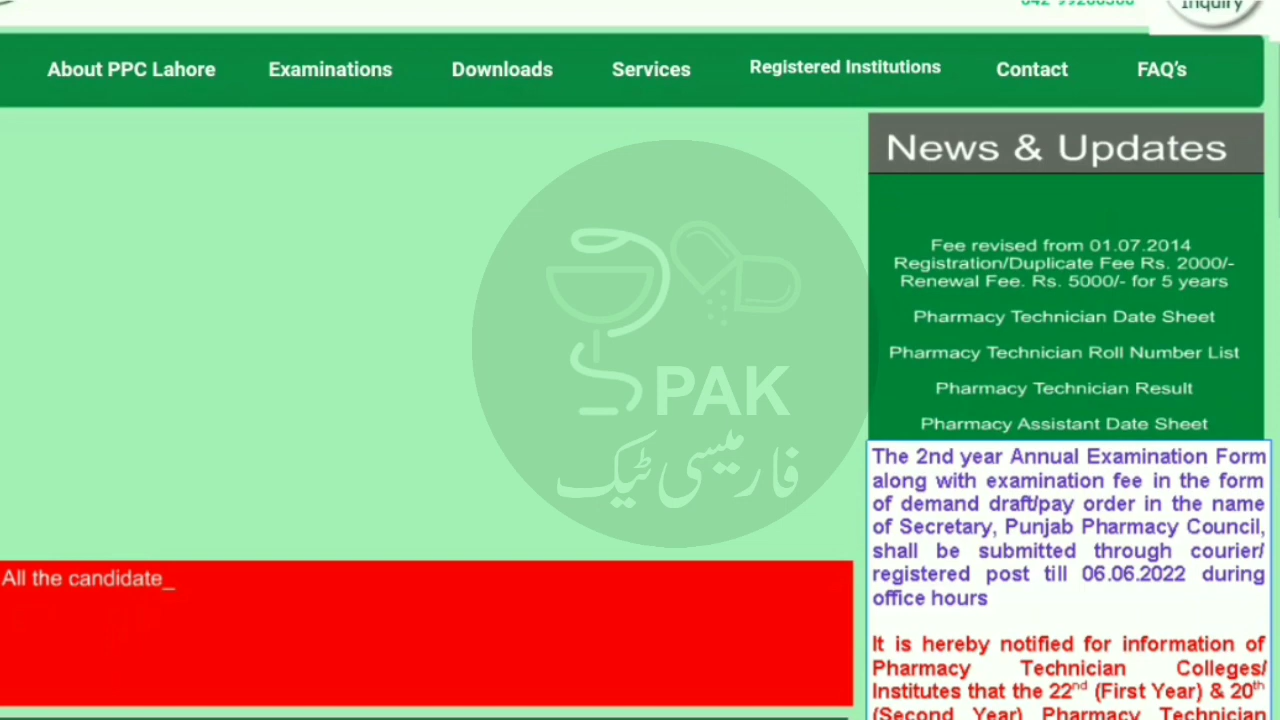 Inquiry
About PPC Lahore Examinations Downloads Services Registered Institutions Contact FAQ's
News & Updates
Fee revised from 01.07.2014
Registration/Duplicate Fee Rs. 2000/-
Renewal Fee. Rs. 5000/- for 5 years
Pharmacy Technician Date Sheet
Pharmacy Technician Roll Number List
Pharmacy Technician Result
Pharmacy Assistant Date Sheet
PAK
فارمیسی ٹیک
All the candidate_
The 2nd year Annual Examination Form
along with examination fee in the form
of demand draft/pay order in the name
of Secretary, Punjab Pharmacy Council,
shall be submitted through courier/
registered post till 06.06.2022 during
office hours
It is hereby notified for information of
Pharmacy Technician Colleges/
Institutes that the 22nd (First Year) & 20th
(Second Year) Pharmacy Technician